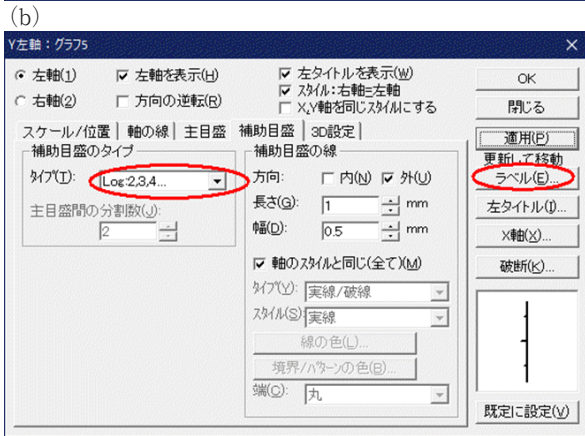 (b)
Y左軸：グラフ5
左軸(1)
左軸を表示(H)
左タイトルを表示(W)
スタイル：右軸=左軸
右軸(2)
方向の逆転(R)
X,Y軸を同じスタイルにする
OK
閉じる
適用(P)
更新して移動
ラベル(E)...
左タイトル(I)...
X軸(X)...
破断(K)...
既定に設定(V)
スケール/位置 軸の線 主目盛 補助目盛 3D設定
補助目盛のタイプ
タイプ(T): Log:2,3,4...
主目盛間の分割数(J):
2
補助目盛の線
方向: 内(N) 外(U)
長さ(G): 1 mm
幅(D): 0.5 mm
軸のスタイルと同じ(全て)(M)
タイプ(Y): 実線/破線
スタイル(S) 実線
線の色(L)...
境界/パターンの色(B)...
端(C): 丸